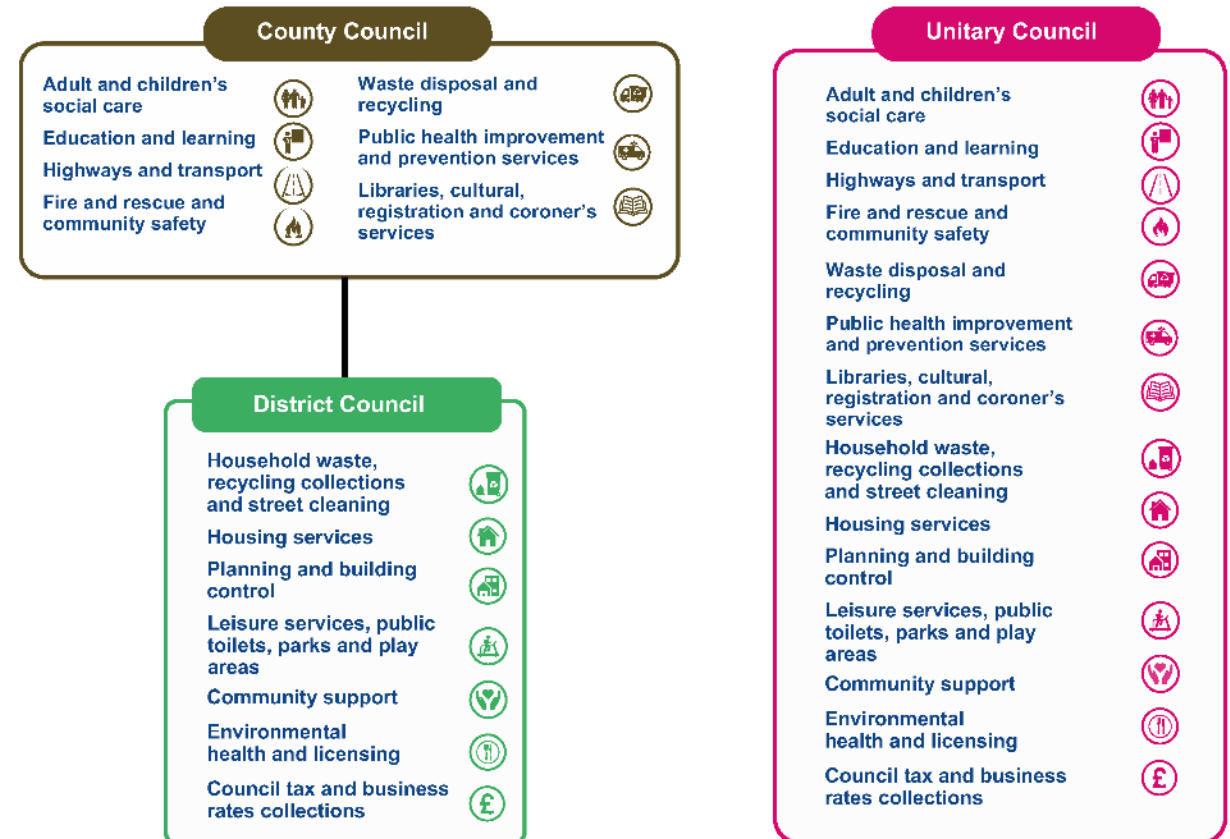 County Council
Adult and children's
social care
Education and learning
Highways and transport
Fire and rescue and
community safety
Waste disposal and
recycling
Public health improvement
and prevention services
Libraries, cultural,
registration and coroner's
services
District Council
Household waste,
recycling collections
and street cleaning
Housing services
Planning and building
control
Leisure services, public
toilets, parks and play
areas
Community support
Environmental
health and licensing
Council tax and business
rates collections
£
Unitary Council
Adult and children's
social care
Education and learning
Highways and transport
Fire and rescue and
community safety
Waste disposal and
recycling
Public health improvement
and prevention services
Libraries, cultural,
registration and coroner's
services
Household waste,
recycling collections
and street cleaning
Housing services
Planning and building
control
Leisure services, public
toilets, parks and play
areas
Community support
Environmental
health and licensing
Council tax and business
rates collections
£